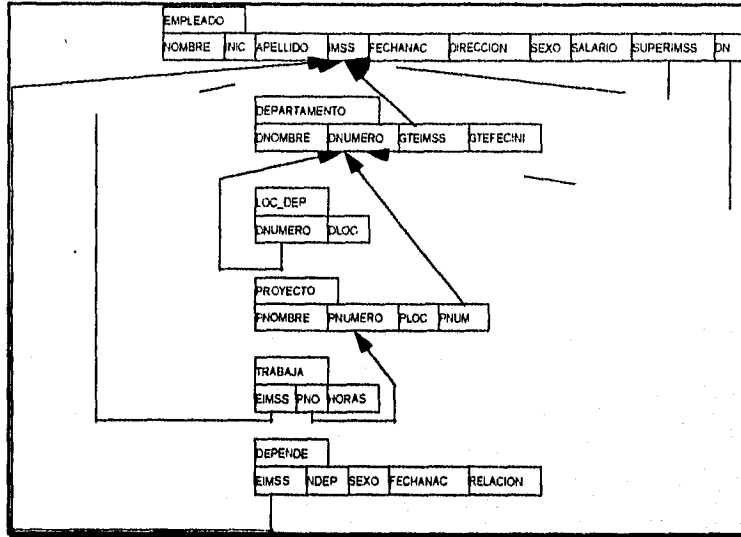 EMPLEADO
NOMBRE INIC APELLIDO IMSS FECHANAC DIRECCION SEXO SALARIO SUPERIMSS DN
DEPARTAMENTO
DNOMBRE DNUMERO GTEIMSS GTEFECINI
LOC_DEP
DNUMERO DLOC
PROYECTO
PNOMBRE PNUMERO PLOC PNUM
TRABAJA
EIMSS PNO HORAS
DEPENDE
EIMSS NDEP SEXO FECHANAC RELACION